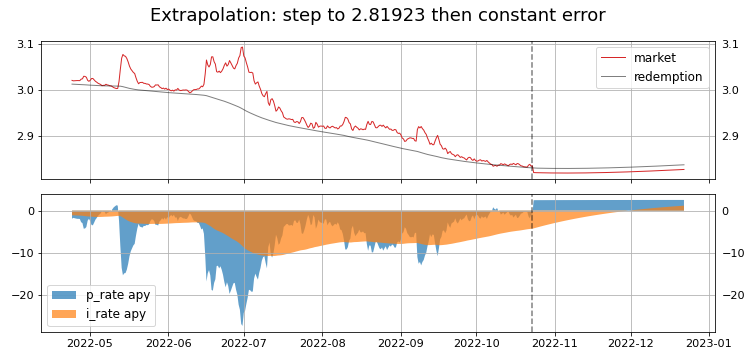 Extrapolation: step to 2.81923 then constant error
3.1 3.1
market
redemption
3.0 3.0
2.9 2.9
0 0
−10 −10
−20 −20
p_rate apy
i_rate apy
2022-05 2022-06 2022-07 2022-08 2022-09 2022-10 2022-11 2022-12 2023-01